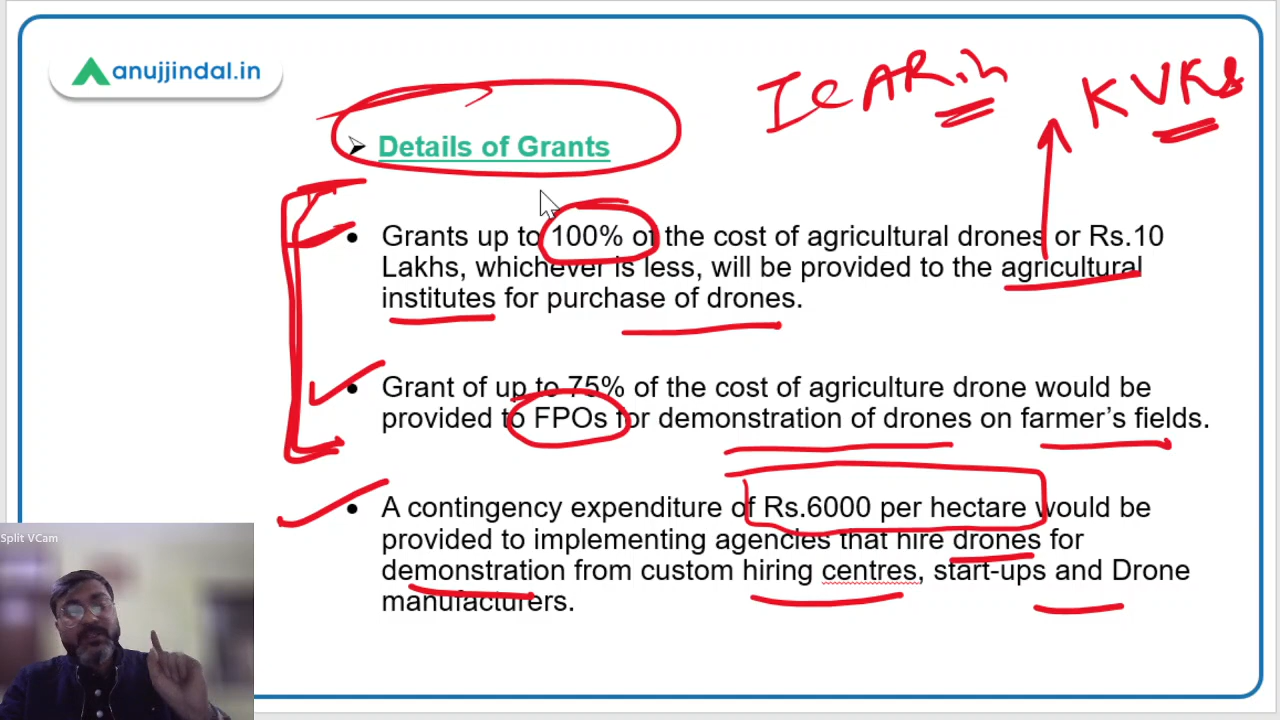 anujjindal.in
ICAR.in
KVKs
Details of Grants
Grants up to 100% of the cost of agricultural drones or Rs.10
Lakhs, whichever is less, will be provided to the agricultural
institutes for purchase of drones.
Grant of up to 75% of the cost of agriculture drone would be
provided to FPOs for demonstration of drones on farmer’s fields.
A contingency expenditure of Rs.6000 per hectare would be
provided to implementing agencies that hire drones for
demonstration from custom hiring centres, start-ups and Drone
manufacturers.
Split VCam